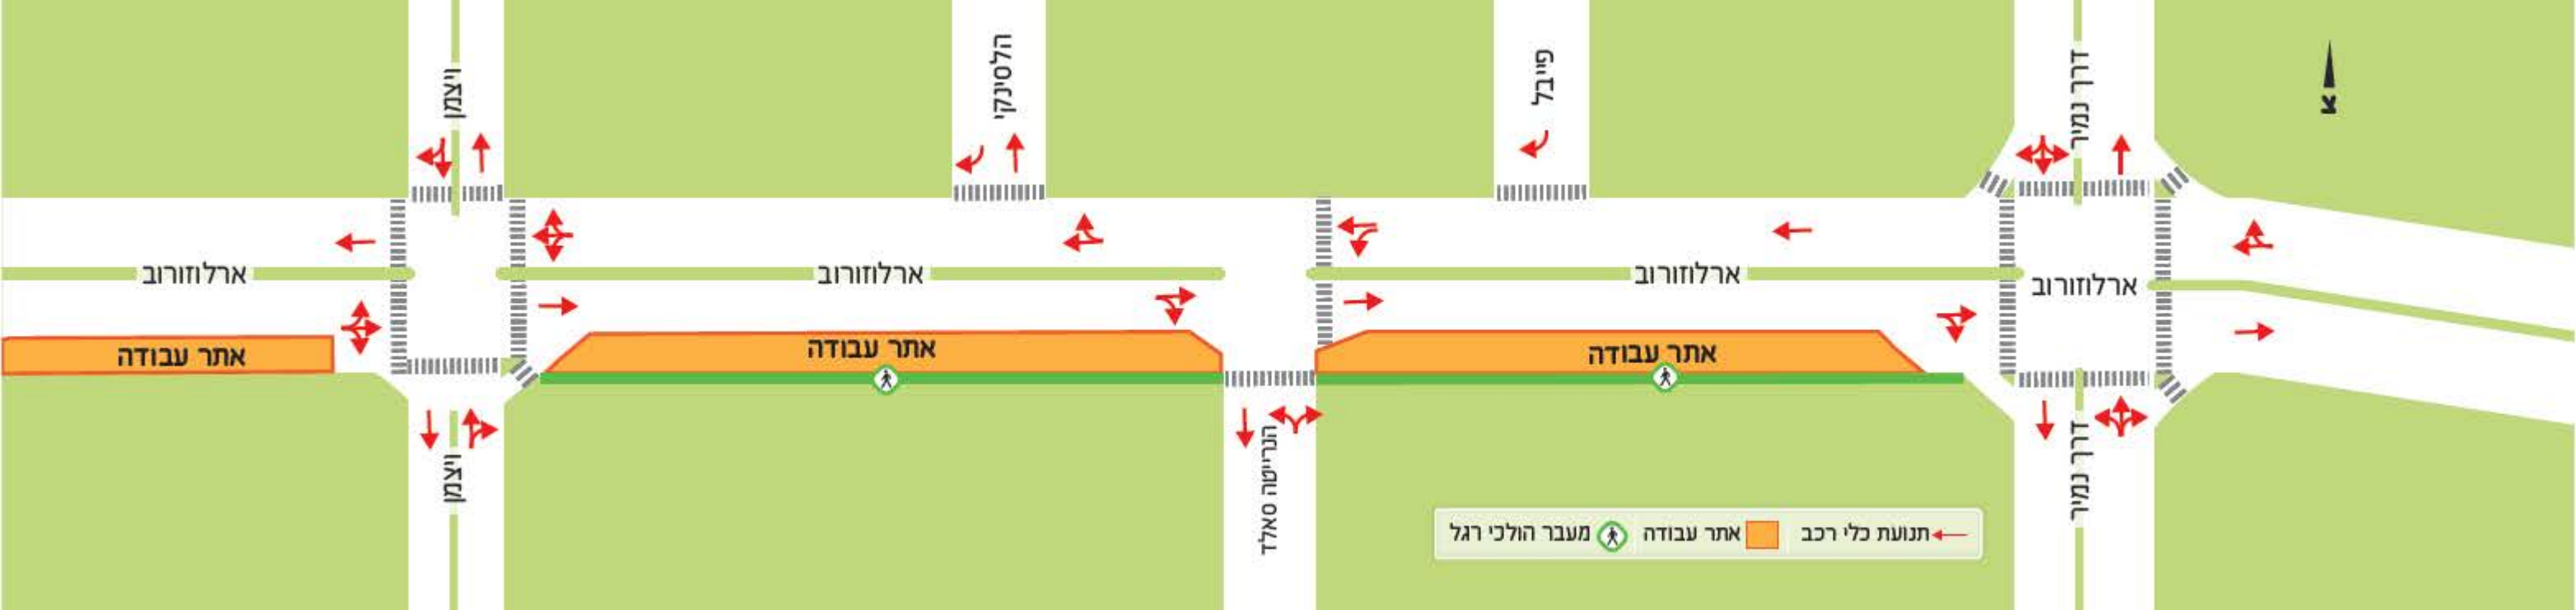 ויצמן
הלסינקי
פייבל
דרך נמיר
א
ארלוזורוב
ארלוזורוב
ארלוזורוב
ארלוזורוב
אתר עבודה
אתר עבודה
אתר עבודה
ויצמן
הנרייטה סאלד
דרך נמיר
תנועת כלי רכב
אתר עבודה
מעבר הולכי רגל